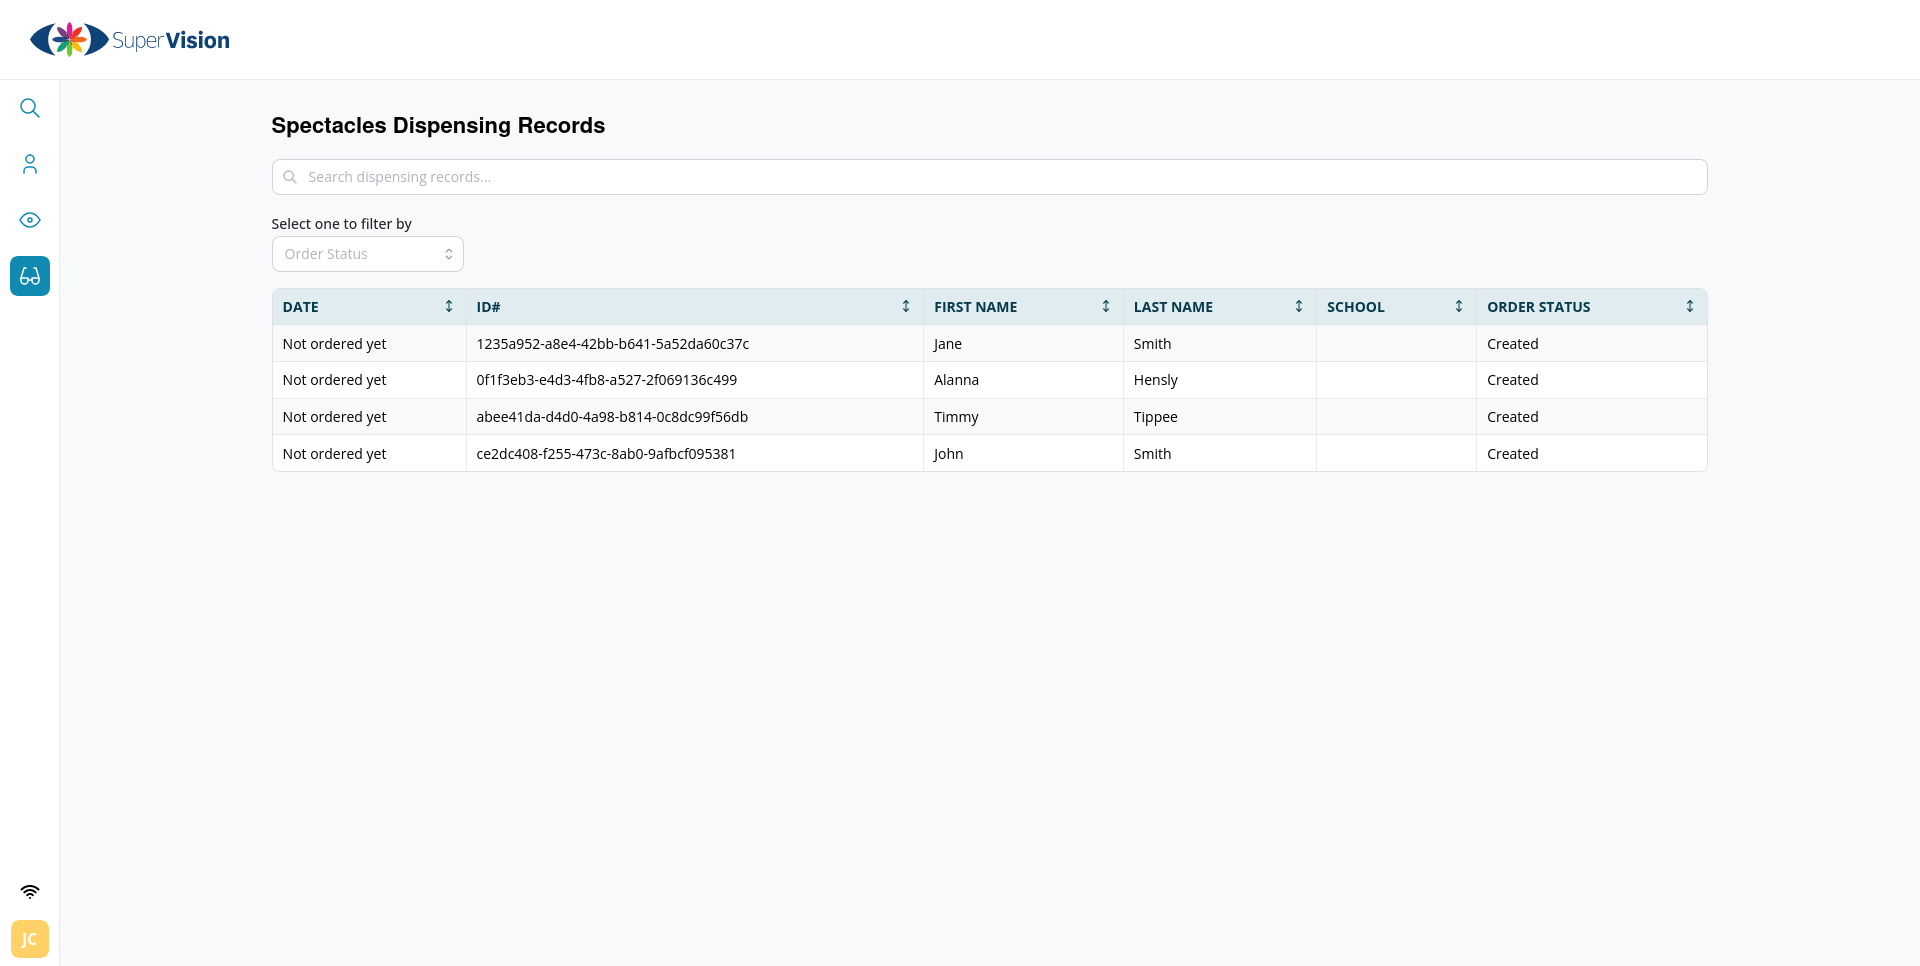 SuperVision
Spectacles Dispensing Records
Search dispensing records...
Select one to filter by
Order Status
DATE ID# FIRST NAME LAST NAME SCHOOL ORDER STATUS
Not ordered yet 1235a952-a8e4-42bb-b641-5a52da60c37c Jane Smith Created
Not ordered yet 0f1f3eb3-e4d3-4fb8-a527-2f069136c499 Alanna Hensly Created
Not ordered yet abee41da-d4d0-4a98-b814-0c8dc99f56db Timmy Tippee Created
Not ordered yet ce2dc408-f255-473c-8ab0-9afbcf095381 John Smith Created
JC